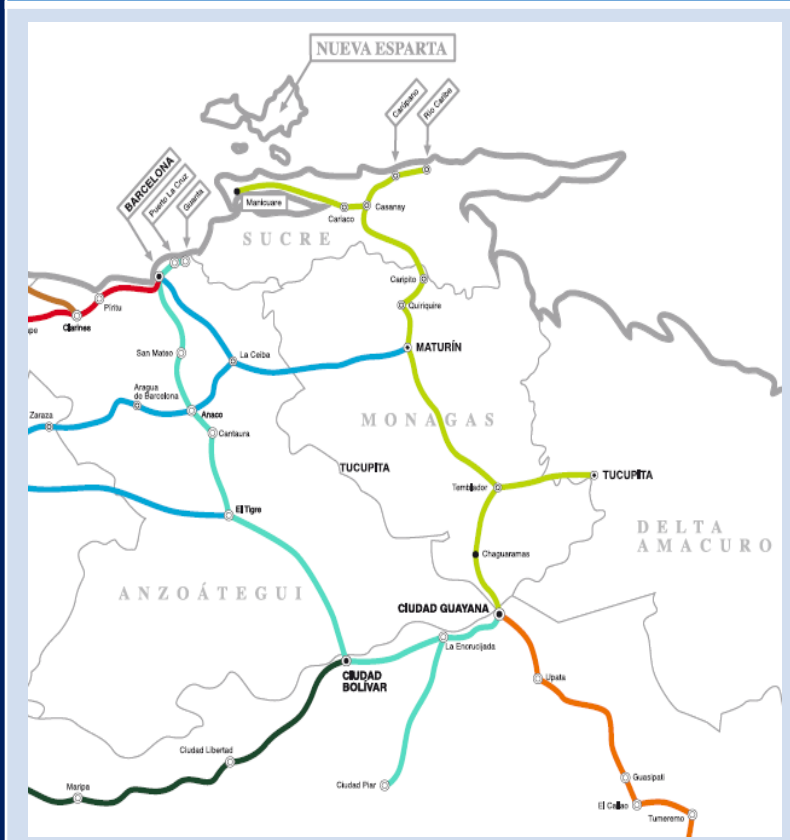 NUEVA ESPARTA
Carúpano
Río Caribe
BARCELONA
Puerto La Cruz
Guanta
Manicuare
Cariaco
Casanay
SUCRE
Caripito
Quiriquire
Píritu
Clarines
San Mateo
La Ceiba
MATURÍN
Aragua
de Barcelona
Zaraza
Anaco
MONAGAS
Cantaura
TUCUPITA
TUCUPITA
Temblador
El Tigre
DELTA
AMACURO
Chaguaramas
ANZOÁTEGUI
CIUDAD GUAYANA
La Encrucijada
CIUDAD
BOLÍVAR
Upata
Ciudad Libertad
Ciudad Piar
Guasipati
Maripa
El Callao
Tumeremo